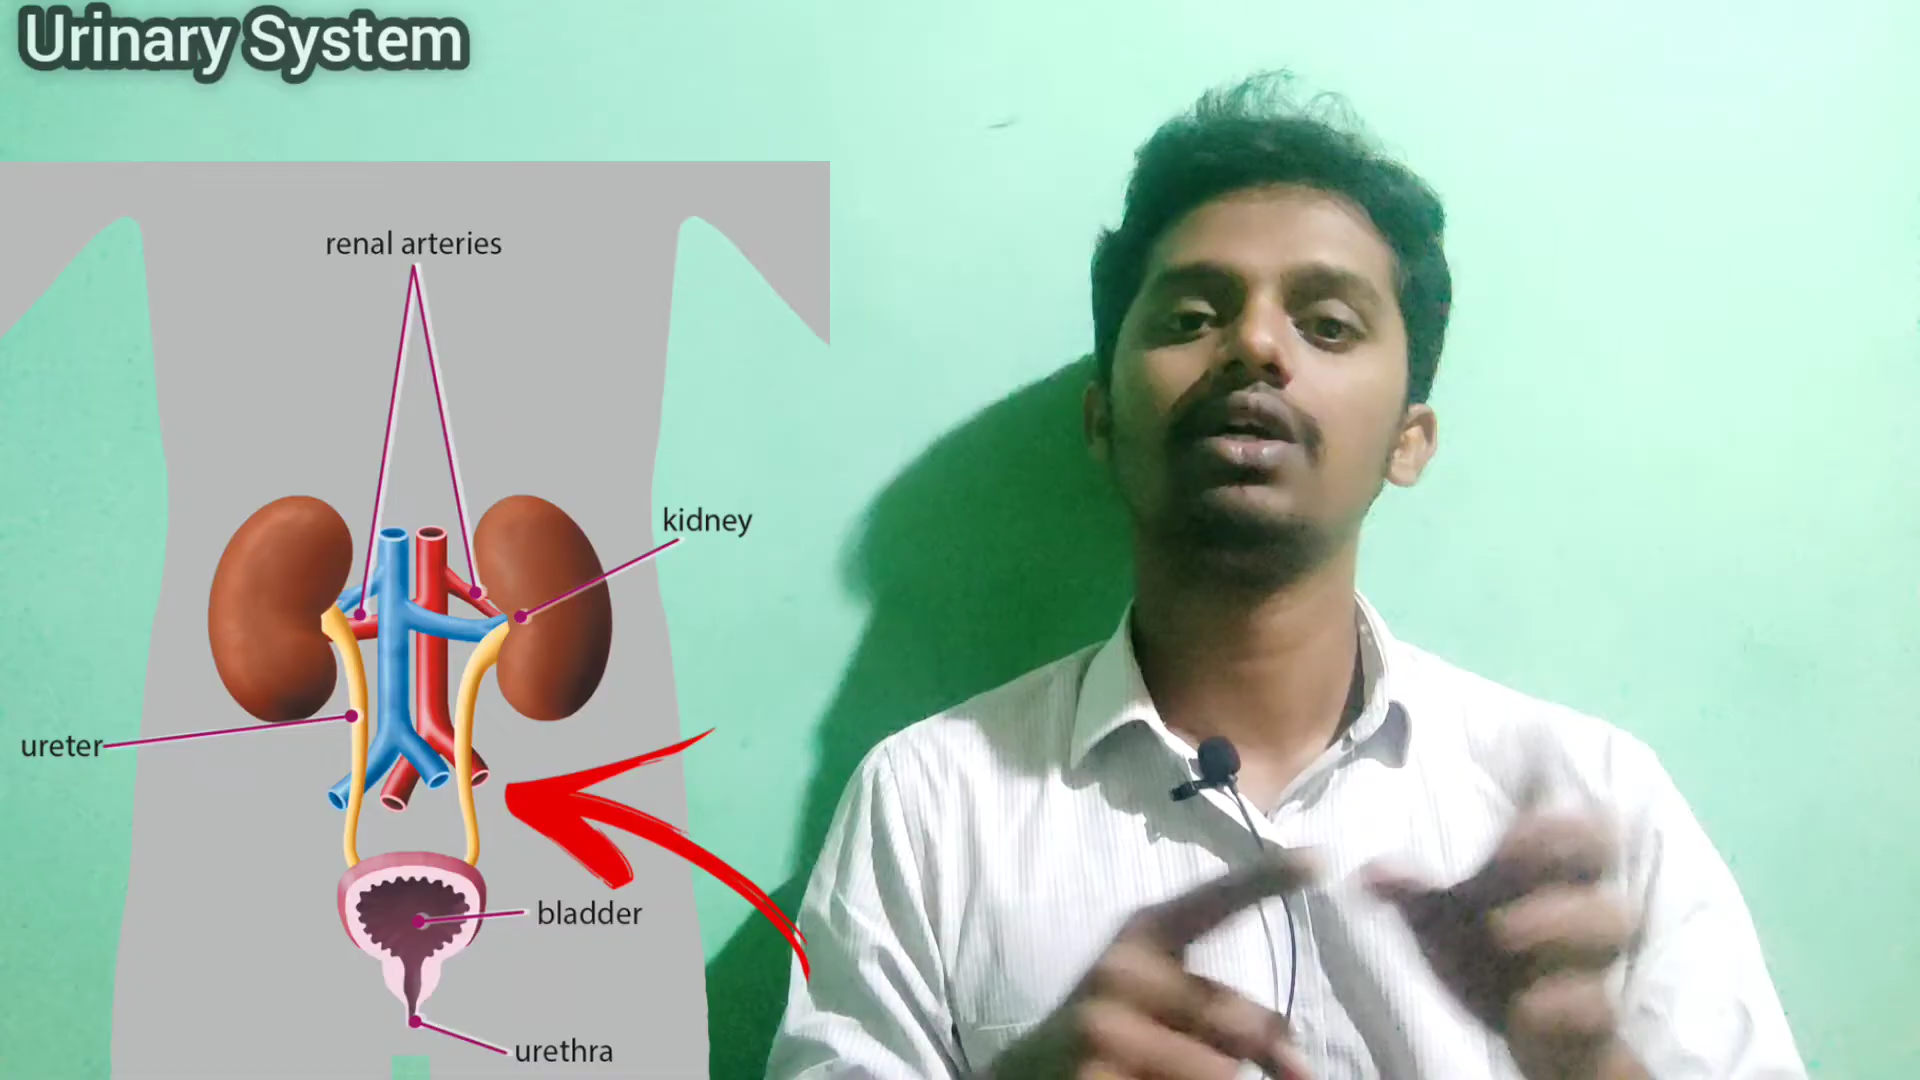 Urinary System
renal arteries
kidney
ureter
bladder
urethra